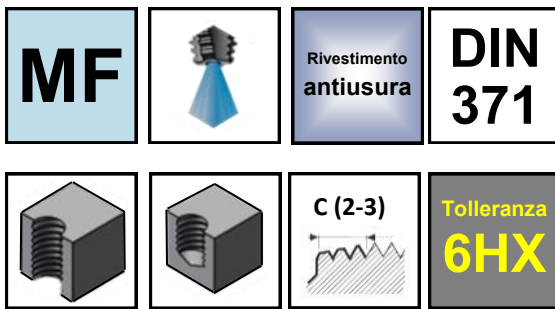 MF
Rivestimento
antiusura
DIN
371
C (2-3)
Tolleranza
6HX